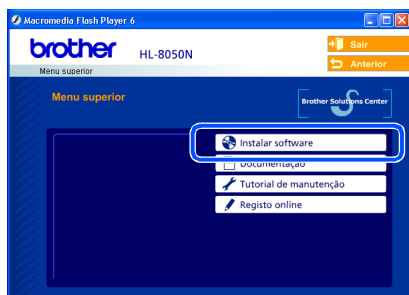 Macromedia Flash Player 6
brother
HL-8050N
Sair
Anterior
Menu superior
Menu superior
Brother Solutions Center
Instalar software
Documentação
Tutorial de manutenção
Registo online